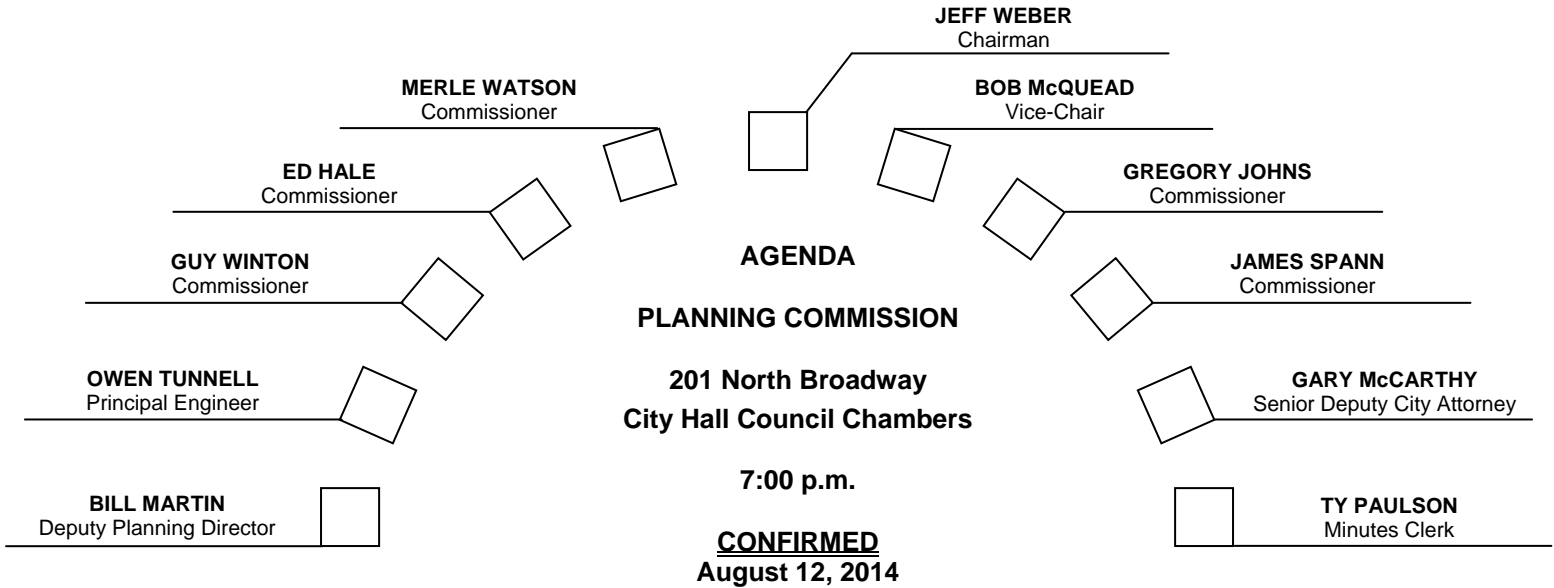 JEFF WEBER
Chairman
MERLE WATSON
Commissioner
BOB McQUEAD
Vice-Chair
ED HALE
Commissioner
GREGORY JOHNS
Commissioner
GUY WINTON
Commissioner
JAMES SPANN
Commissioner
OWEN TUNNELL
Principal Engineer
GARY McCARTHY
Senior Deputy City Attorney
BILL MARTIN
Deputy Planning Director
TY PAULSON
Minutes Clerk
AGENDA
PLANNING COMMISSION
201 North Broadway
City Hall Council Chambers
7:00 p.m.
CONFIRMED
August 12, 2014